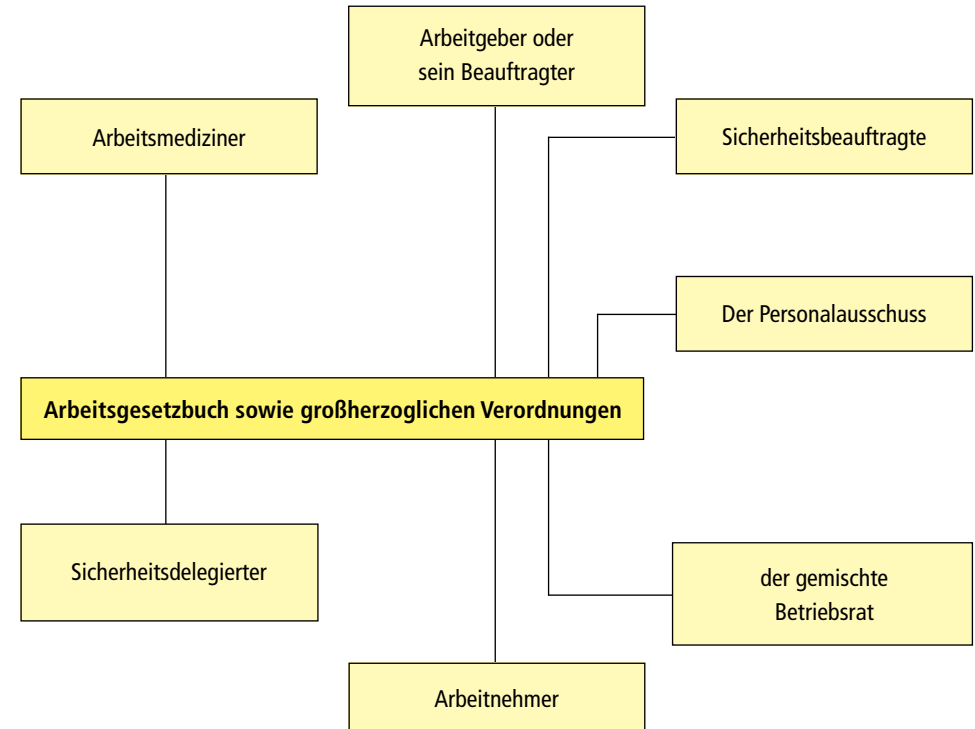 Arbeitgeber oder
sein Beauftragter
Arbeitsmediziner
Sicherheitsbeauftragte
Der Personalausschuss
Arbeitsgesetzbuch sowie großherzoglichen Verordnungen
Sicherheitsdelegierter
der gemischte
Betriebsrat
Arbeitnehmer